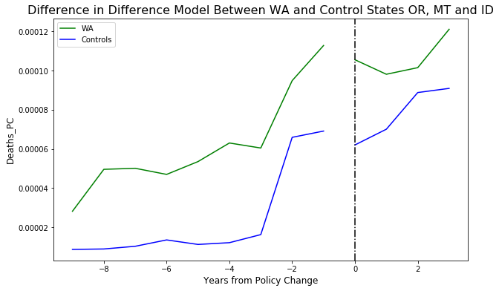 Difference in Difference Model Between WA and Control States OR, MT and ID
WA
Controls
Deaths_PC
0.00012
0.00010
0.00008
0.00006
0.00004
0.00002
−8 −6 −4 −2 0 2
Years from Policy Change